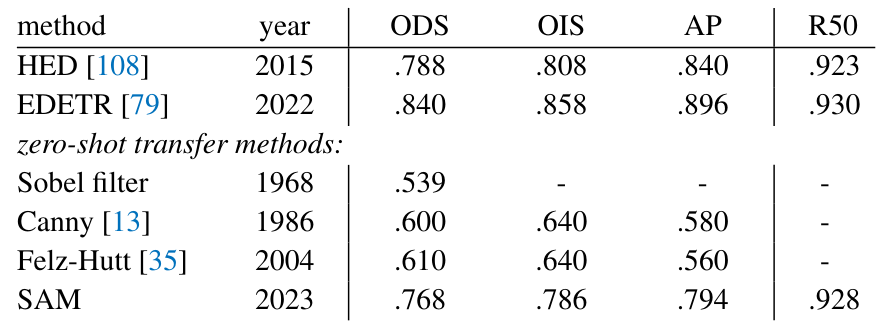 method year ODS OIS AP R50
HED [108] 2015 .788 .808 .840 .923
EDETR [79] 2022 .840 .858 .896 .930
zero-shot transfer methods:
Sobel filter 1968 .539 - - -
Canny [13] 1986 .600 .640 .580 -
Felz-Hutt [35] 2004 .610 .640 .560 -
SAM 2023 .768 .786 .794 .928